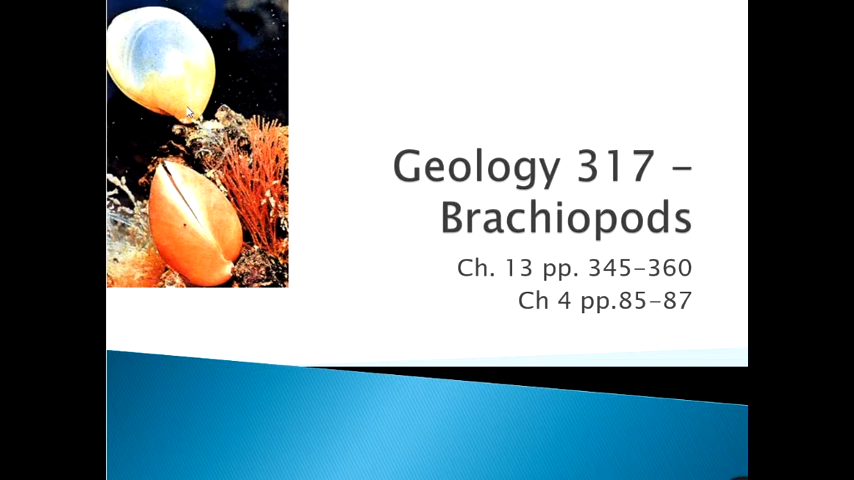 Geology 317 –
Brachiopods
Ch. 13 pp. 345–360
Ch 4 pp.85–87